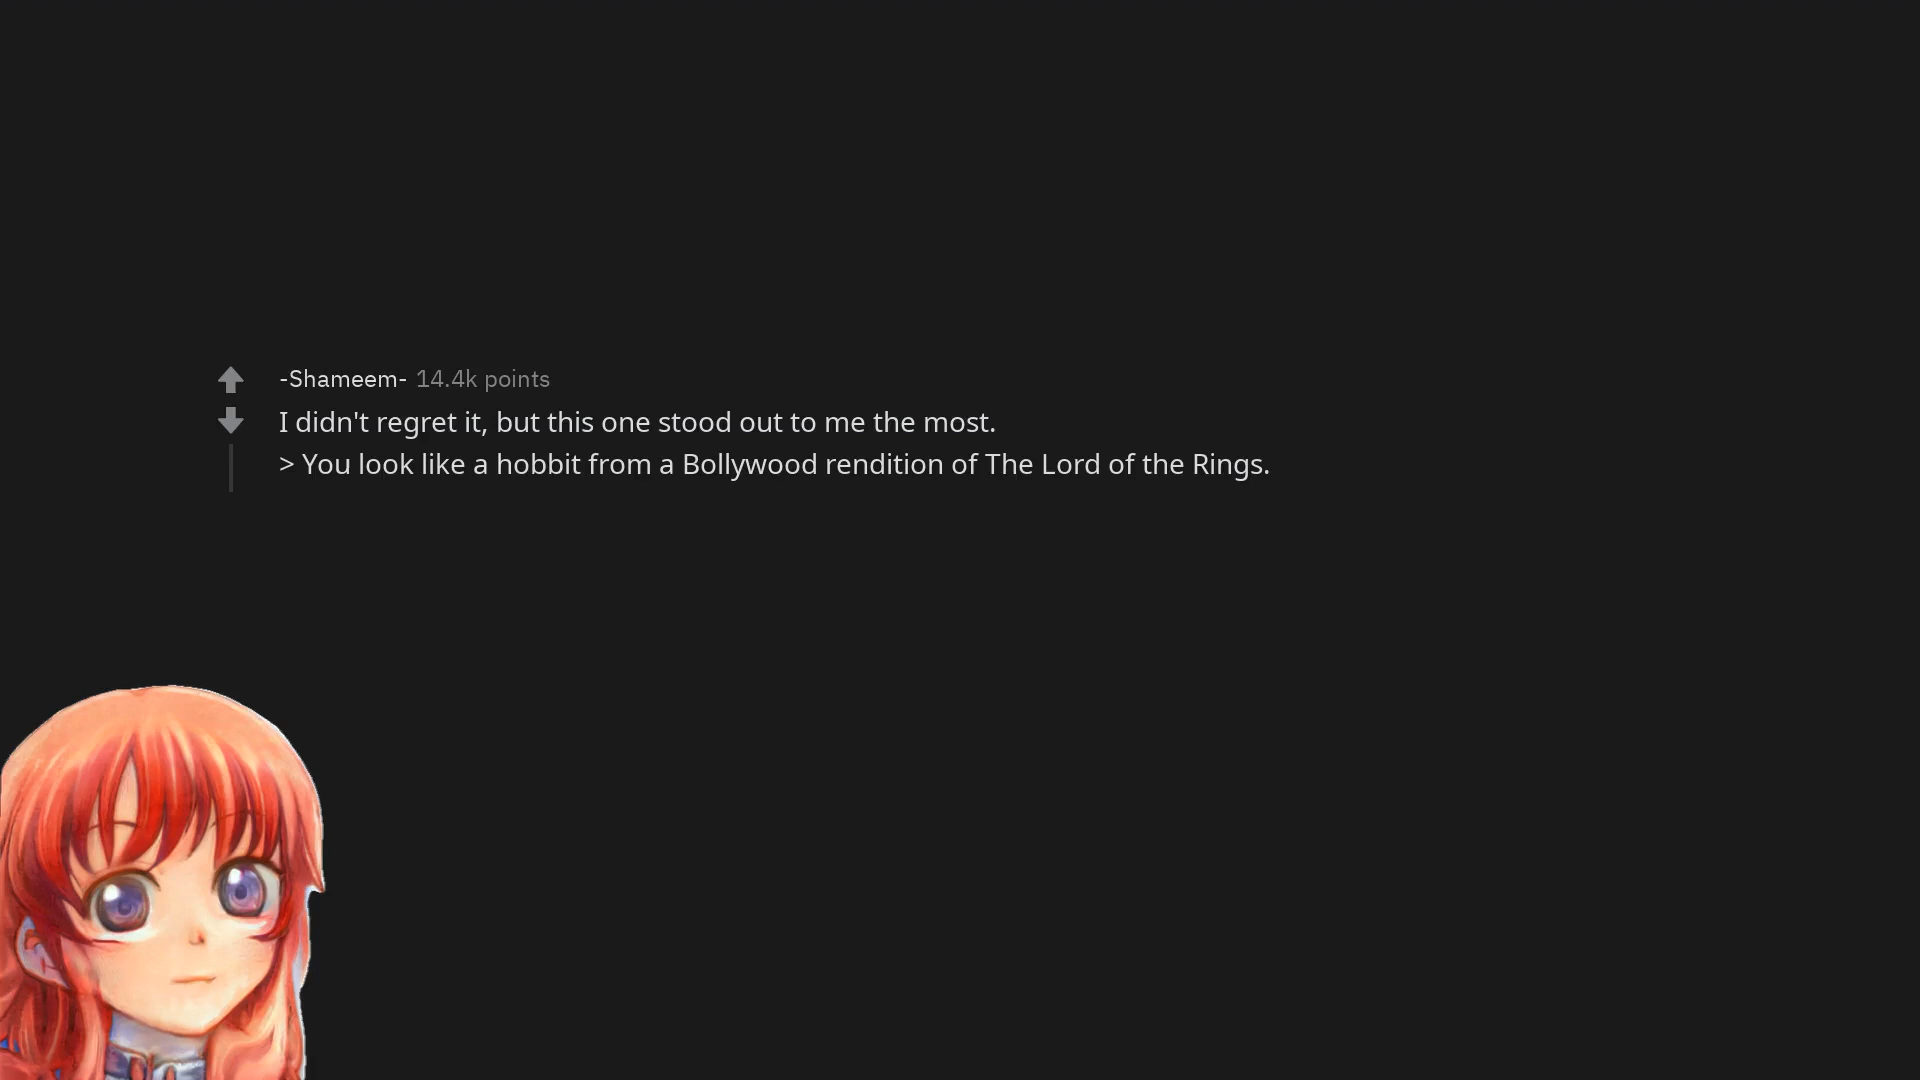 -Shameem- 14.4k points
I didn't regret it, but this one stood out to me the most.
> You look like a hobbit from a Bollywood rendition of The Lord of the Rings.